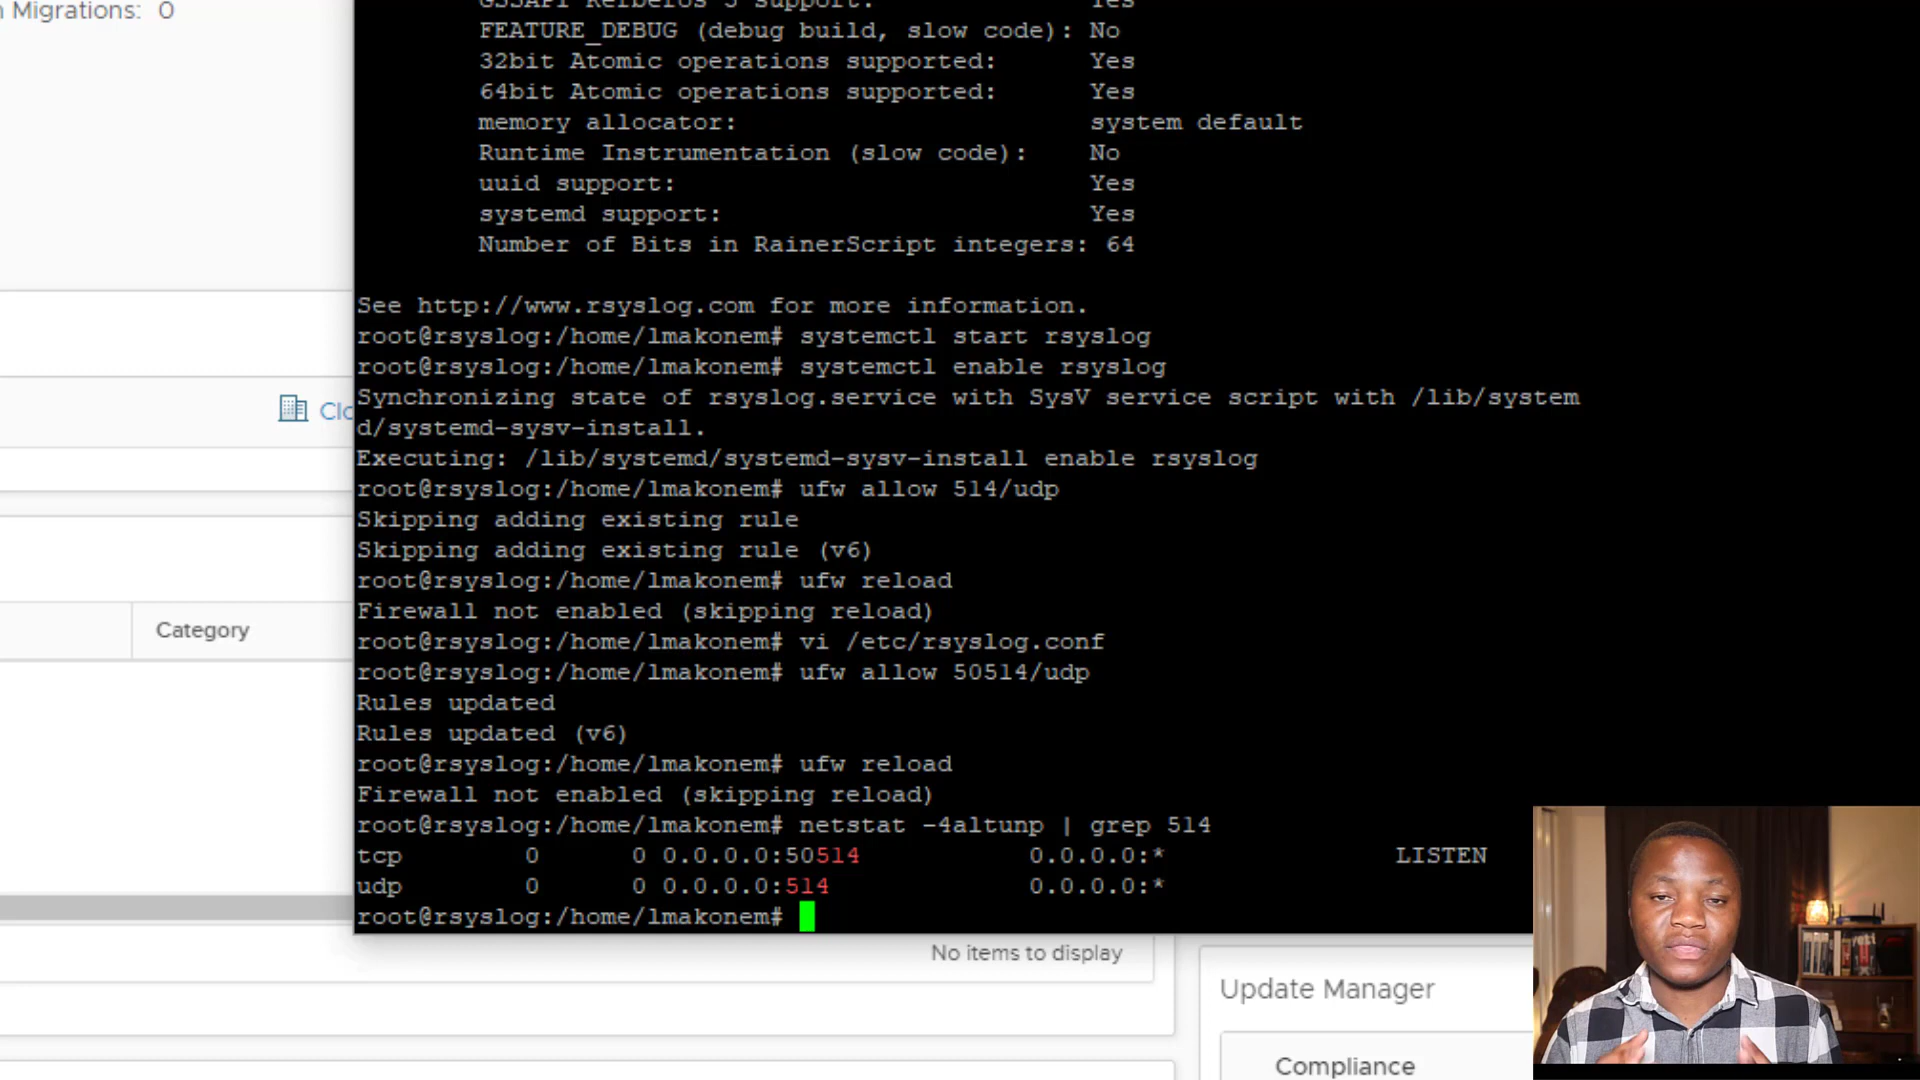 n Migrations: 0
GSSAPI Kerberos 5 support: Yes
FEATURE_DEBUG (debug build, slow code): No
32bit Atomic operations supported: Yes
64bit Atomic operations supported: Yes
memory allocator: system default
Runtime Instrumentation (slow code): No
uuid support: Yes
systemd support: Yes
Number of Bits in RainerScript integers: 64
See http://www.rsyslog.com for more information.
root@rsyslog:/home/lmakonem# systemctl start rsyslog
root@rsyslog:/home/lmakonem# systemctl enable rsyslog
Synchronizing state of rsyslog.service with SysV service script with /lib/system
d/systemd-sysv-install.
Executing: /lib/systemd/systemd-sysv-install enable rsyslog
root@rsyslog:/home/lmakonem# ufw allow 514/udp
Skipping adding existing rule
Skipping adding existing rule (v6)
root@rsyslog:/home/lmakonem# ufw reload
Firewall not enabled (skipping reload)
root@rsyslog:/home/lmakonem# vi /etc/rsyslog.conf
root@rsyslog:/home/lmakonem# ufw allow 50514/udp
Rules updated
Rules updated (v6)
root@rsyslog:/home/lmakonem# ufw reload
Firewall not enabled (skipping reload)
root@rsyslog:/home/lmakonem# netstat -4altunp | grep 514
tcp 0 0 0.0.0.0:50514 0.0.0.0:* LISTEN
udp 0 0 0.0.0.0:514 0.0.0.0:*
root@rsyslog:/home/lmakonem#
Clo
Category
No items to display
Update Manager
Compliance